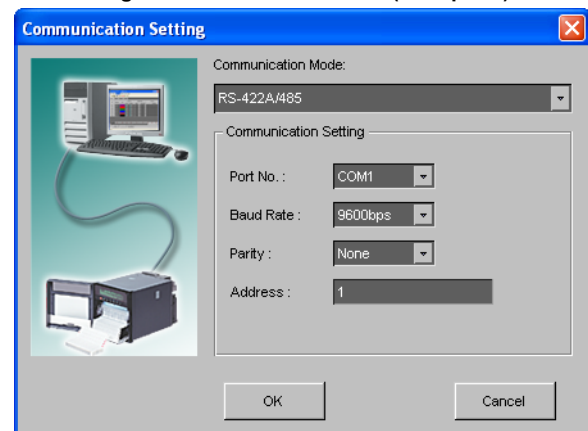 Communication Setting
Communication Mode:
RS-422A/485
Communication Setting
Port No. : COM1
Baud Rate : 9600bps
Parity : None
Address : 1
OK Cancel